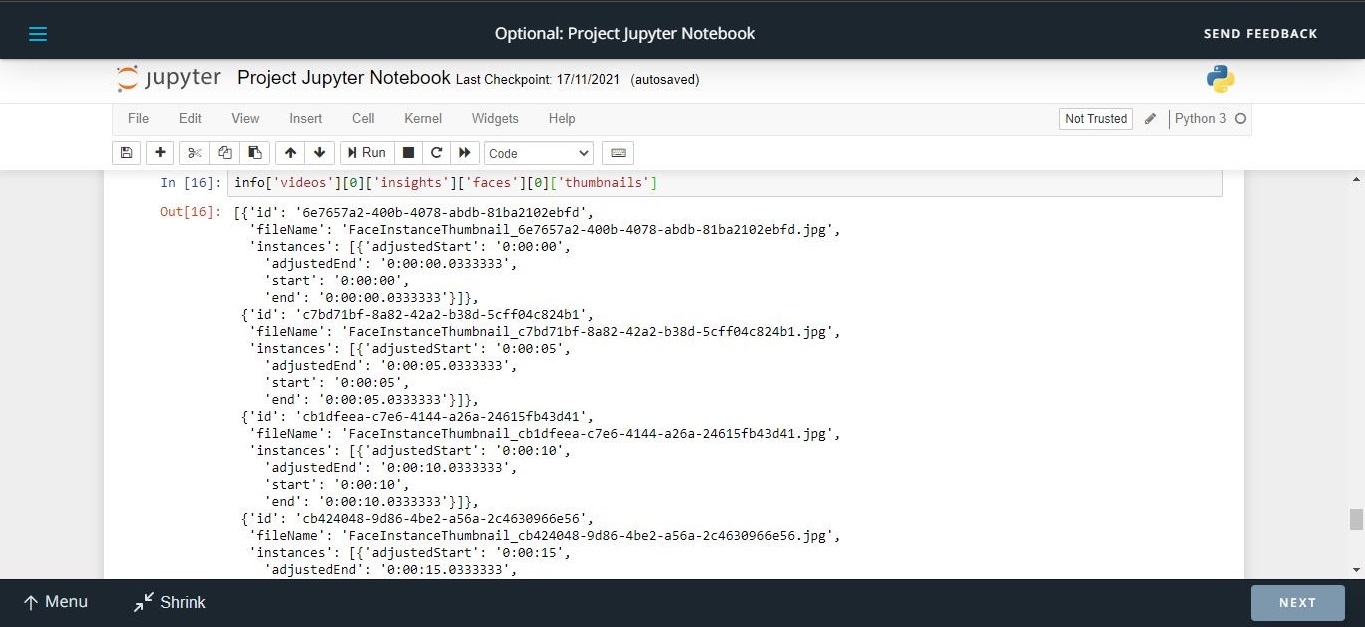 Optional: Project Jupyter Notebook
SEND FEEDBACK
jupyter Project Jupyter Notebook Last Checkpoint: 17/11/2021 (autosaved)
File Edit View Insert Cell Kernel Widgets Help
Not Trusted Python 3
Run Code
In [16]: info['videos'][0]['insights']['faces'][0]['thumbnails']
Out[16]: [{'id': '6e7657a2-400b-4078-abdb-81ba2102ebfd',
'fileName': 'FaceInstanceThumbnail_6e7657a2-400b-4078-abdb-81ba2102ebfd.jpg',
'instances': [{'adjustedStart': '0:00:00',
'adjustedEnd': '0:00:00.0333333',
'start': '0:00:00',
'end': '0:00:00.0333333'}]},
{'id': 'c7bd71bf-8a82-42a2-b38d-5cff04c824b1',
'fileName': 'FaceInstanceThumbnail_c7bd71bf-8a82-42a2-b38d-5cff04c824b1.jpg',
'instances': [{'adjustedStart': '0:00:05',
'adjustedEnd': '0:00:05.0333333',
'start': '0:00:05',
'end': '0:00:05.0333333'}]},
{'id': 'cb1dfeea-c7e6-4144-a26a-24615fb43d41',
'fileName': 'FaceInstanceThumbnail_cb1dfeea-c7e6-4144-a26a-24615fb43d41.jpg',
'instances': [{'adjustedStart': '0:00:10',
'adjustedEnd': '0:00:10.0333333',
'start': '0:00:10',
'end': '0:00:10.0333333'}]},
{'id': 'cb424048-9d86-4be2-a56a-2c4630966e56',
'fileName': 'FaceInstanceThumbnail_cb424048-9d86-4be2-a56a-2c4630966e56.jpg',
'instances': [{'adjustedStart': '0:00:15',
'adjustedEnd': '0:00:15.0333333',
Menu Shrink
NEXT